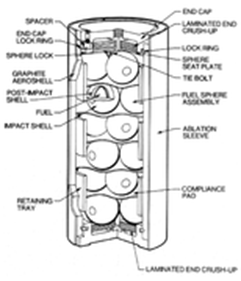 SPACER
END CAP
LOCK RING
SPHERE LOCK
GRAPHITE
AEROSHELL
POST-IMPACT
SHELL
FUEL
IMPACT SHELL
RETAINING
TRAY
END CAP
LAMINATED END
CRUSH-UP
LOCK RING
SPHERE
SEAT PLATE
TIE BOLT
FUEL SPHERE
ASSEMBLY
ABLATION
SLEEVE
COMPLIANCE
PAD
LAMINATED END CRUSH-UP